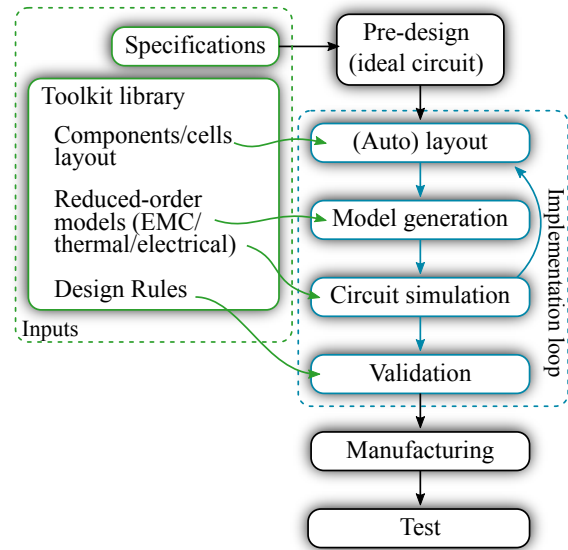 Specifications
Pre-design
(ideal circuit)
Toolkit library
Components/cells
layout
Reduced-order
models (EMC/
thermal/electrical)
Design Rules
Inputs
(Auto) layout
Model generation
Circuit simulation
Validation
Implementation
loop
Manufacturing
Test